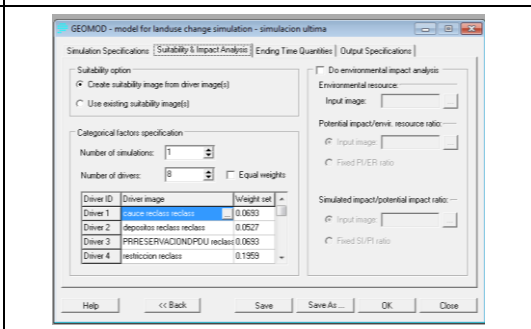 GEOMOD - model for landuse change simulation - simulacion ultima
Simulation Specifications Suitability & Impact Analysis Ending Time Quantities Output Specifications
Suitability option
Create suitability image from driver image(s)
Use existing suitability image(s)
Categorical factors specification
Number of simulations: 1
Number of drivers: 8 Equal weights
Driver ID Driver image Weight set
Driver 1 cauce reclass reclass ... 0.0693
Driver 2 depositos reclass reclass 0.0527
Driver 3 PRRESERVACIONDPDU reclass 0.0693
Driver 4 restriccion reclass 0.1959
Do environmental impact analysis
Environmental resource:
Input image: ...
Potential impact/envir. resource ratio:
Input image: ...
Fixed PI/ER ratio
Simulated impact/potential impact ratio:
Input image: ...
Fixed SI/PI ratio
Help << Back Save Save As ... OK Close